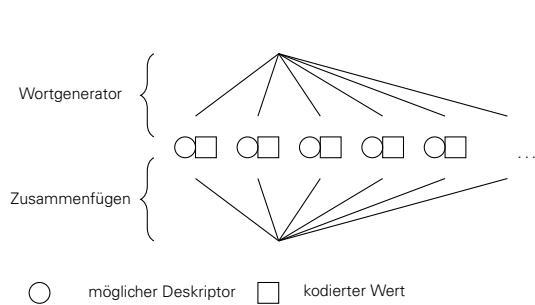 Wortgenerator
...
Zusammenfügen
möglicher Deskriptor
kodierter Wert